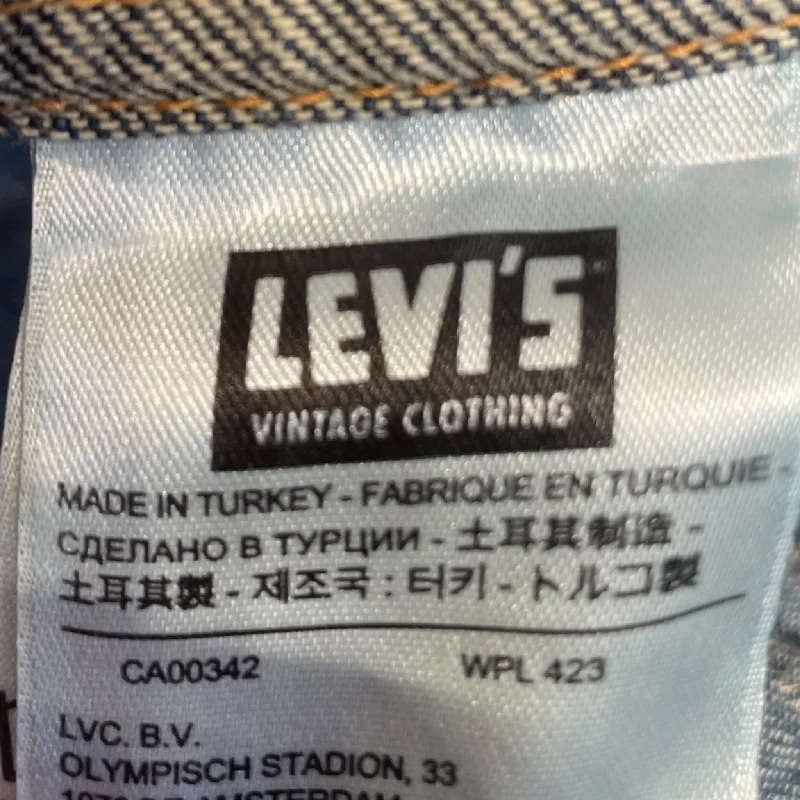 LEVI'S
VINTAGE CLOTHING
MADE IN TURKEY - FABRIQUE EN TURQUIE -
СДЕЛАНО В ТУРЦИИ - 土耳其制造 -
土耳其製 - 제조국 : 터키 - トルコ製
CA00342 WPL 423
LVC. B.V.
OLYMPISCH STADION, 33
AMSTERDAM